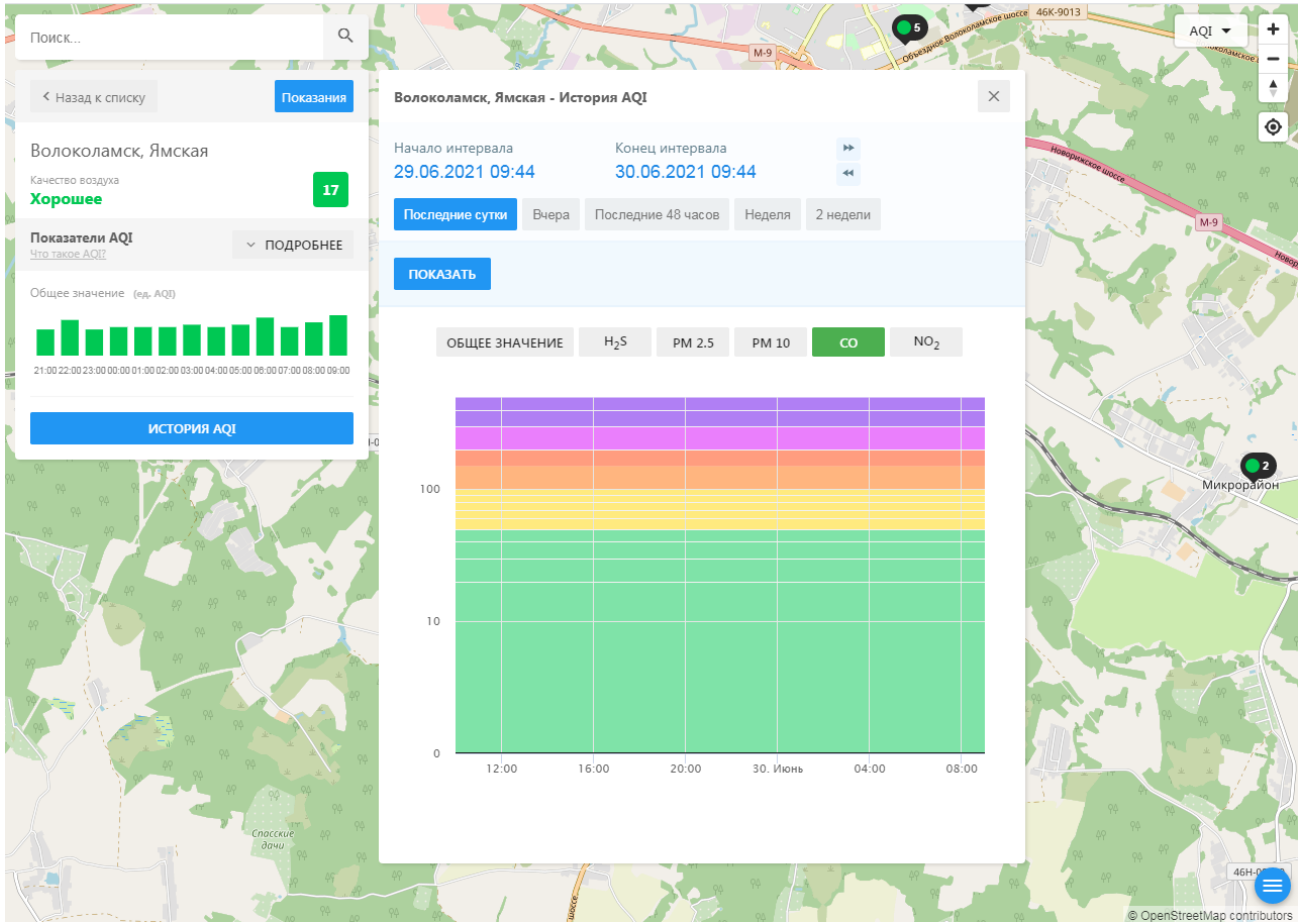 Поиск...
46К-9013
5
Объездное Волоколамское шоссе
М-9
AQI
Назад к списку
Показания
Волоколамск, Ямская
Качество воздуха
Хорошее
17
Показатели AQI
Что такое AQI?
ПОДРОБНЕЕ
Общее значение (ед. AQI)
21:00 22:00 23:00 00:00 01:00 02:00 03:00 04:00 05:00 06:00 07:00 08:00 09:00
ИСТОРИЯ AQI
Волоколамск, Ямская - История AQI
Начало интервала
29.06.2021 09:44
Конец интервала
30.06.2021 09:44
Последние сутки
Вчера
Последние 48 часов
Неделя
2 недели
ПОКАЗАТЬ
ОБЩЕЕ ЗНАЧЕНИЕ
H2S
PM 2.5
PM 10
CO
NO2
100
10
0
12:00
16:00
20:00
30. Июнь
04:00
08:00
Новорижское шоссе
М-9
2
Микрорайон
Спасские
дачи
© OpenStreetMap contributors